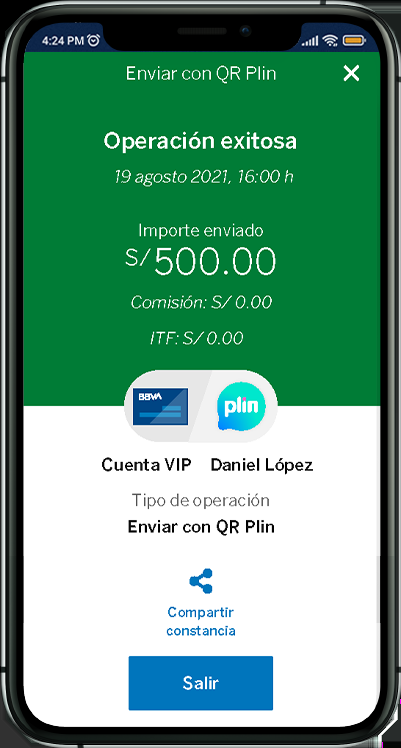 4:24 PM
Enviar con QR Plin
Operación exitosa
19 agosto 2021, 16:00 h
Importe enviado
S/ 500.00
Comisión: S/ 0.00
ITF: S/ 0.00
BBVA plin
Cuenta VIP Daniel López
Tipo de operación
Enviar con QR Plin
Compartir
constancia
Salir